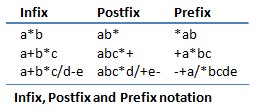 Infix Postfix Prefix
a*b ab* *ab
a+b*c abc*+ +a*bc
a+b*c/d-e abc*d/+e- -+a/*bcde
Infix, Postfix and Prefix notation